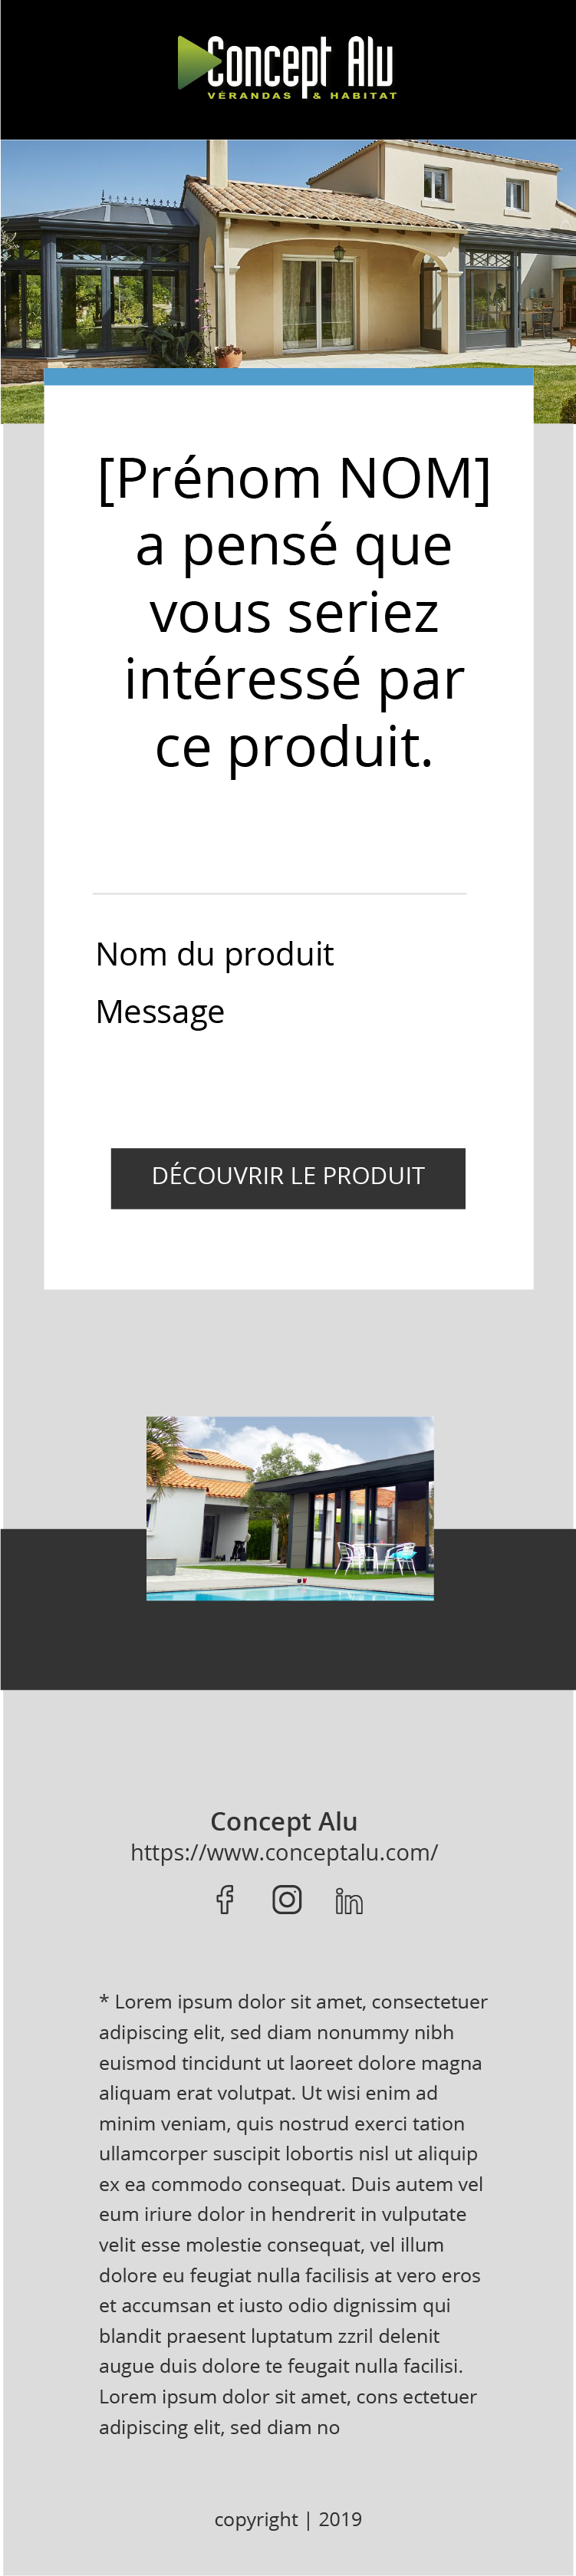 Concept Alu
VÉRANDAS & HABITAT
[Prénom NOM]
a pensé que
vous seriez
intéressé par
ce produit.
Nom du produit
Message
DÉCOUVRIR LE PRODUIT
Concept Alu
https://www.conceptalu.com/
* Lorem ipsum dolor sit amet, consectetuer
adipiscing elit, sed diam nonummy nibh
euismod tincidunt ut laoreet dolore magna
aliquam erat volutpat. Ut wisi enim ad
minim veniam, quis nostrud exerci tation
ullamcorper suscipit lobortis nisl ut aliquip
ex ea commodo consequat. Duis autem vel
eum iriure dolor in hendrerit in vulputate
velit esse molestie consequat, vel illum
dolore eu feugiat nulla facilisis at vero eros
et accumsan et iusto odio dignissim qui
blandit praesent luptatum zzril delenit
augue duis dolore te feugait nulla facilisi.
Lorem ipsum dolor sit amet, cons ectetuer
adipiscing elit, sed diam no
copyright | 2019